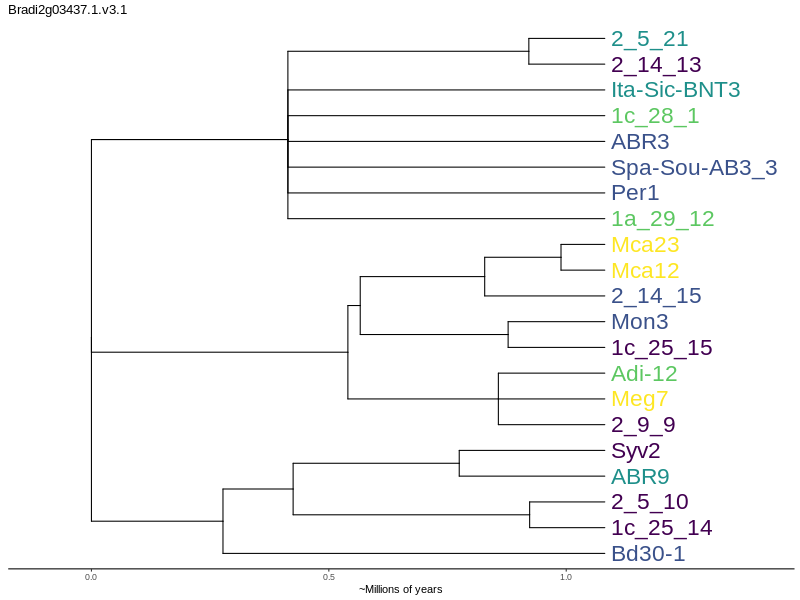 Bradi2g03437.1.v3.1
2_5_21
2_14_13
Ita-Sic-BNT3
1c_28_1
ABR3
Spa-Sou-AB3_3
Per1
1a_29_12
Mca23
Mca12
2_14_15
Mon3
1c_25_15
Adi-12
Meg7
2_9_9
Syv2
ABR9
2_5_10
1c_25_14
Bd30-1
0.0 0.5 1.0
~Millions of years